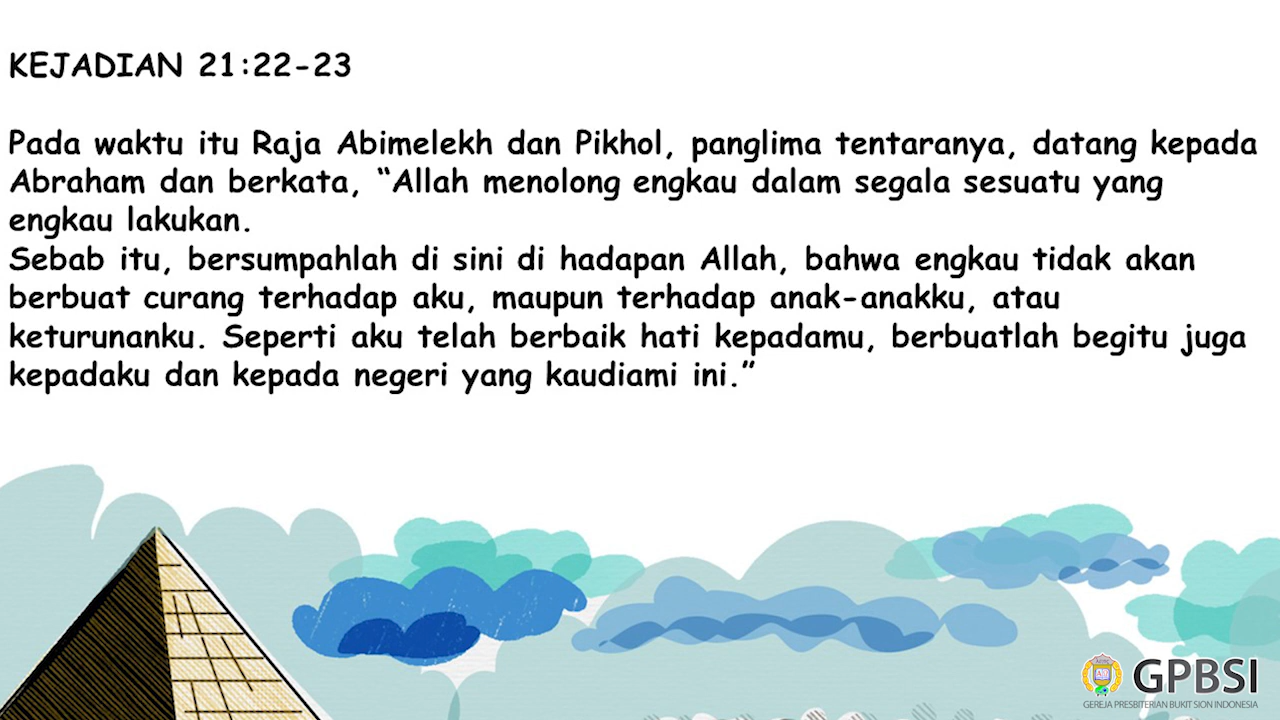 KEJADIAN 21:22-23
Pada waktu itu Raja Abimelekh dan Pikhol, panglima tentaranya, datang kepada
Abraham dan berkata, “Allah menolong engkau dalam segala sesuatu yang
engkau lakukan.
Sebab itu, bersumpahlah di sini di hadapan Allah, bahwa engkau tidak akan
berbuat curang terhadap aku, maupun terhadap anak-anakku, atau
keturunanku. Seperti aku telah berbaik hati kepadamu, berbuatlah begitu juga
kepadaku dan kepada negeri yang kaudiami ini.”
GPBSI
GEREJA PRESBITERIAN BUKIT SION INDONESIA